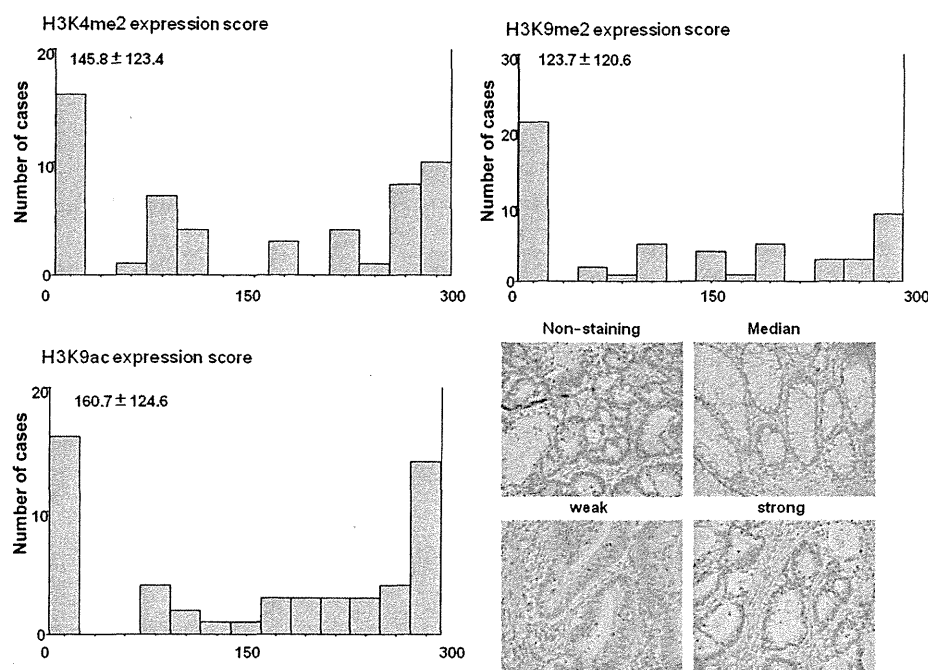 H3K4me2 expression score
145.8 ± 123.4
Number of cases
20
10
0
0 150 300
H3K9me2 expression score
123.7 ± 120.6
Number of cases
30
20
10
0
0 150 300
H3K9ac expression score
160.7 ± 124.6
Number of cases
20
10
0
0 150 300
Non-staining
Median
weak
strong